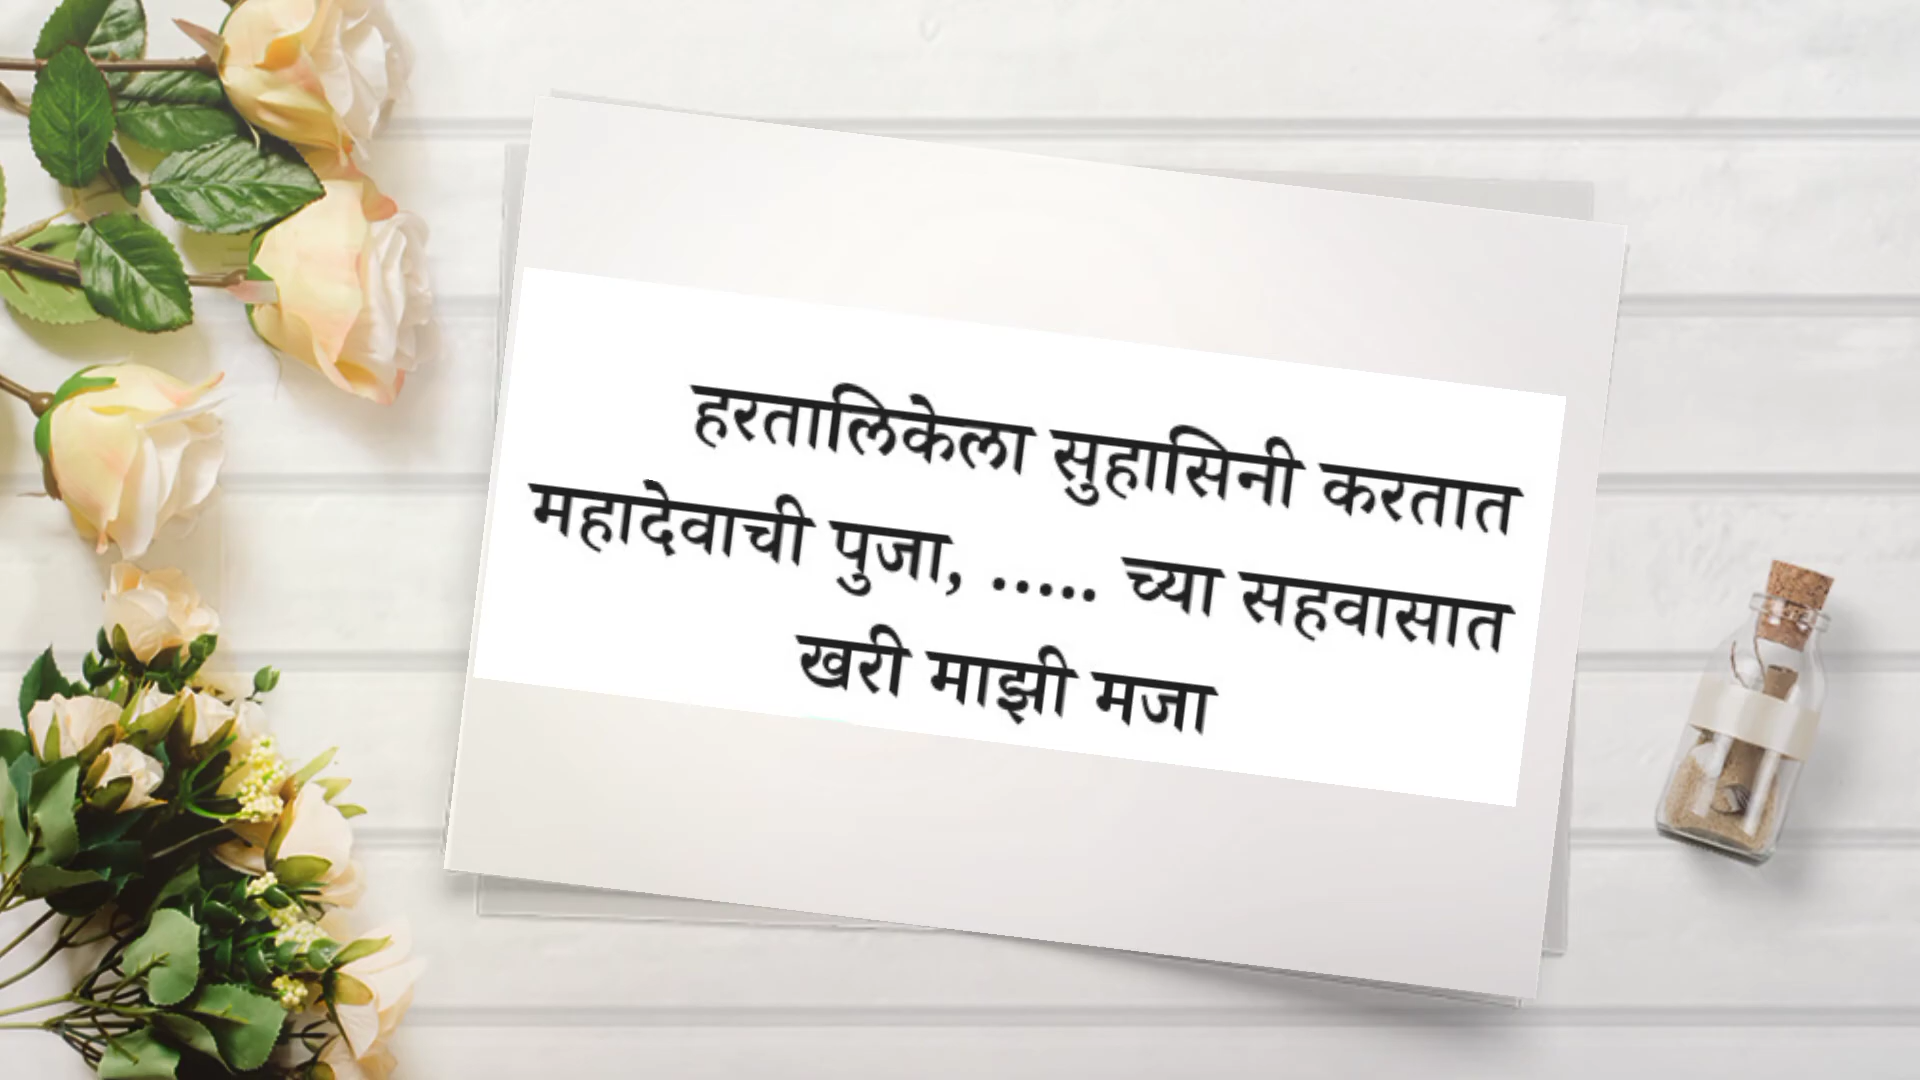 हरतालिकेला सुहासिनी करतात
महादेवाची पुजा, ..... च्या सहवासात
खरी माझी मजा